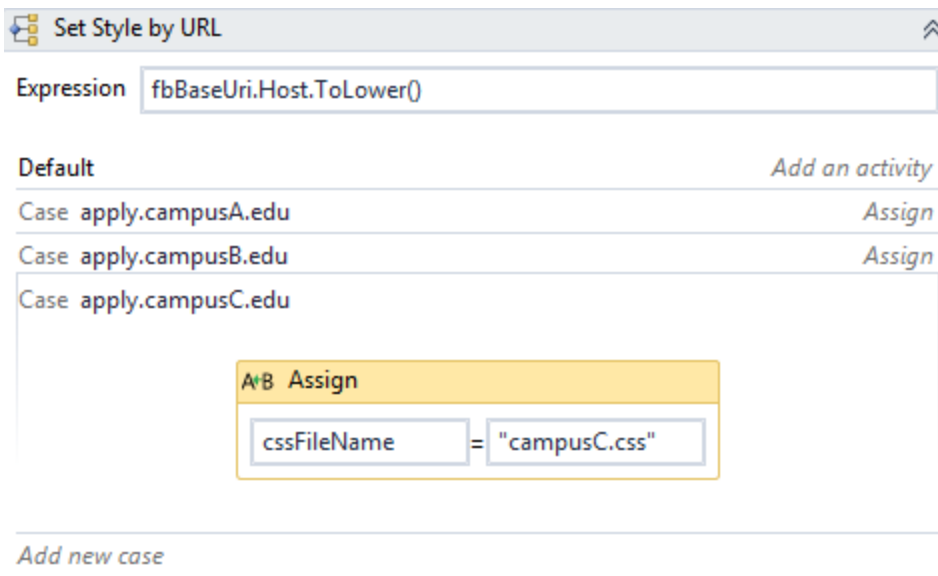 Set Style by URL
Expression fbBaseUri.Host.ToLower()
Default Add an activity
Case apply.campusA.edu Assign
Case apply.campusB.edu Assign
Case apply.campusC.edu
A+B Assign
cssFileName = "campusC.css"
Add new case